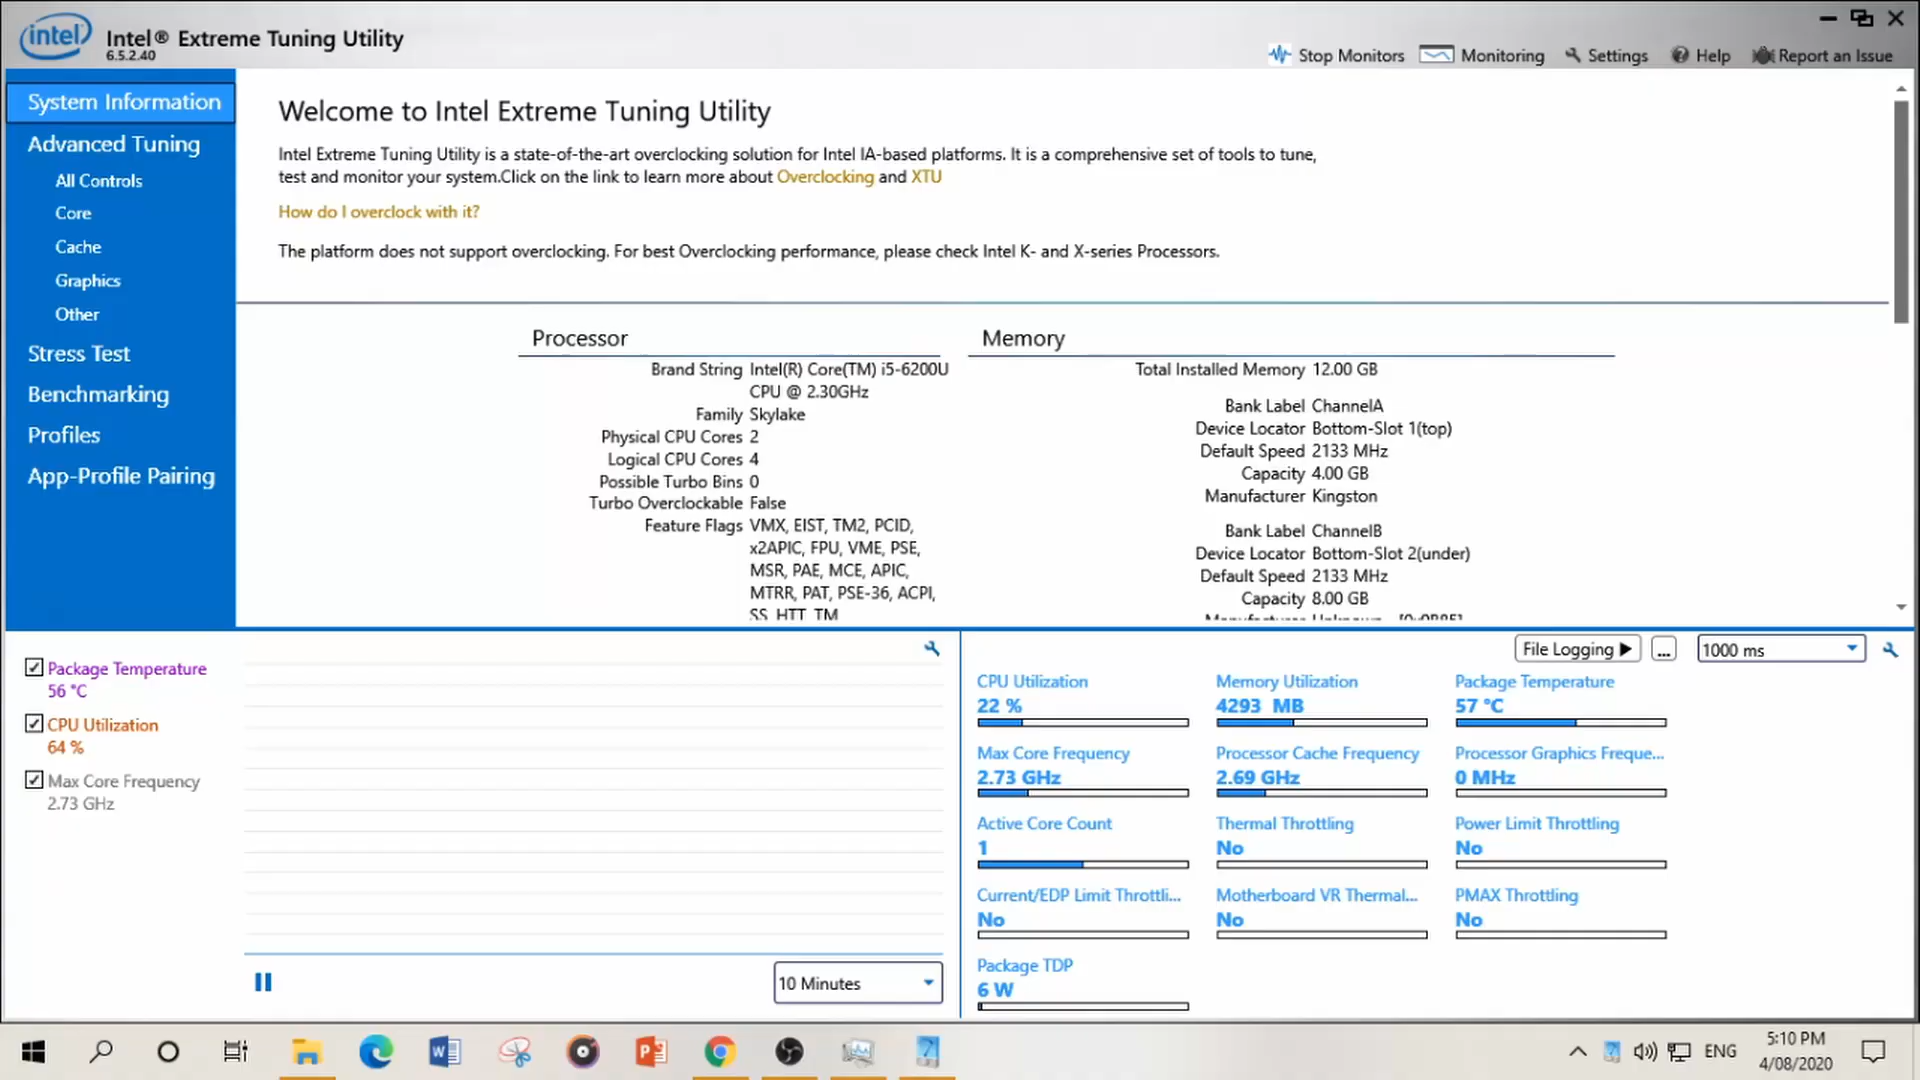 intel
Intel® Extreme Tuning Utility
6.5.2.40
Stop Monitors
Monitoring
Settings
Help
Report an Issue
System Information
Advanced Tuning
All Controls
Core
Cache
Graphics
Other
Stress Test
Benchmarking
Profiles
App-Profile Pairing
Welcome to Intel Extreme Tuning Utility
Intel Extreme Tuning Utility is a state-of-the-art overclocking solution for Intel IA-based platforms. It is a comprehensive set of tools to tune,
test and monitor your system.Click on the link to learn more about Overclocking and XTU
How do I overclock with it?
The platform does not support overclocking. For best Overclocking performance, please check Intel K- and X-series Processors.
Processor
Brand String Intel(R) Core(TM) i5-6200U
CPU @ 2.30GHz
Family Skylake
Physical CPU Cores 2
Logical CPU Cores 4
Possible Turbo Bins 0
Turbo Overclockable False
Feature Flags VMX, EIST, TM2, PCID,
x2APIC, FPU, VME, PSE,
MSR, PAE, MCE, APIC,
MTRR, PAT, PSE-36, ACPI,
SS, HTT, TM
Memory
Total Installed Memory 12.00 GB
Bank Label ChannelA
Device Locator Bottom-Slot 1(top)
Default Speed 2133 MHz
Capacity 4.00 GB
Manufacturer Kingston
Bank Label ChannelB
Device Locator Bottom-Slot 2(under)
Default Speed 2133 MHz
Capacity 8.00 GB
Package Temperature
56 °C
CPU Utilization
64 %
Max Core Frequency
2.73 GHz
10 Minutes
File Logging
...
1000 ms
CPU Utilization
22 %
Memory Utilization
4293 MB
Package Temperature
57 °C
Max Core Frequency
2.73 GHz
Processor Cache Frequency
2.69 GHz
Processor Graphics Freque...
0 MHz
Active Core Count
1
Thermal Throttling
No
Power Limit Throttling
No
Current/EDP Limit Throttli...
No
Motherboard VR Thermal...
No
PMAX Throttling
No
Package TDP
6 W
ENG
5:10 PM
4/08/2020